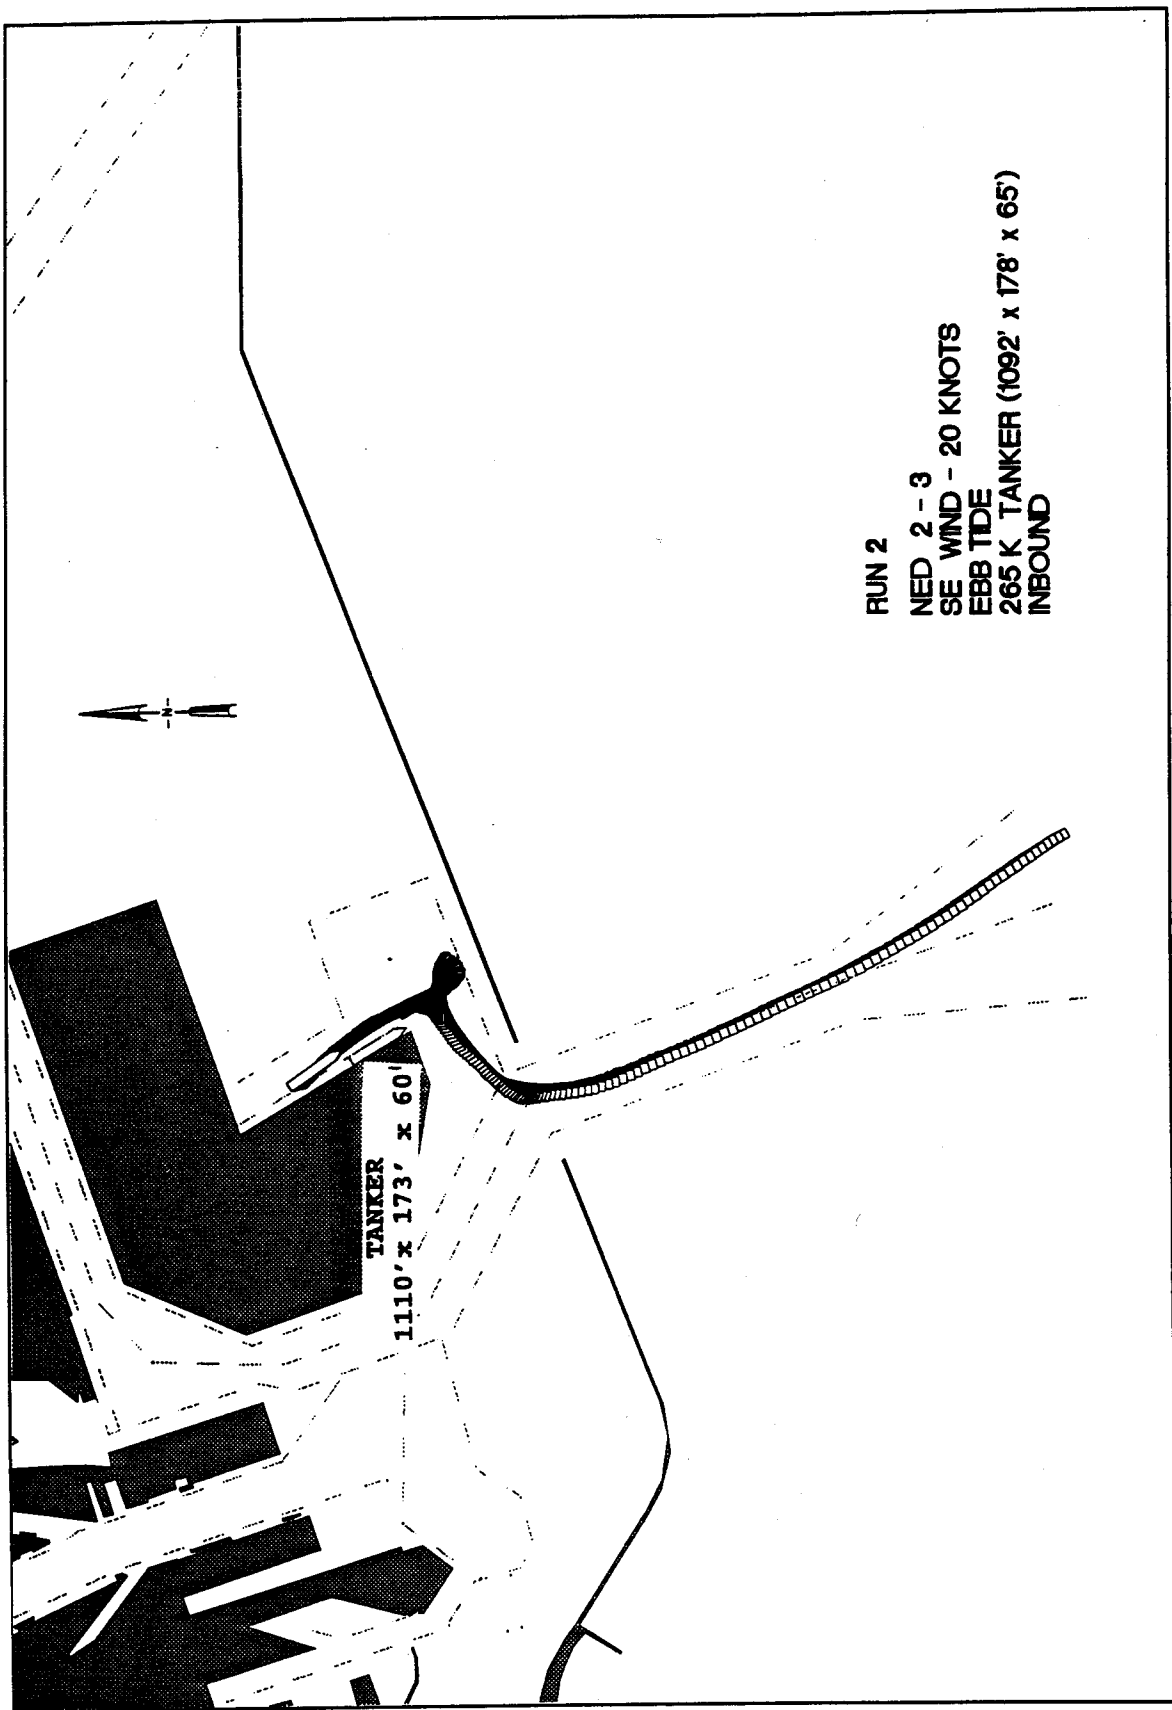 N
TANKER
1110'x 173' x 60'
RUN 2
NED 2 - 3
SE WIND - 20 KNOTS
EBB TIDE
265 K TANKER (1092' x 178' x 65')
INBOUND